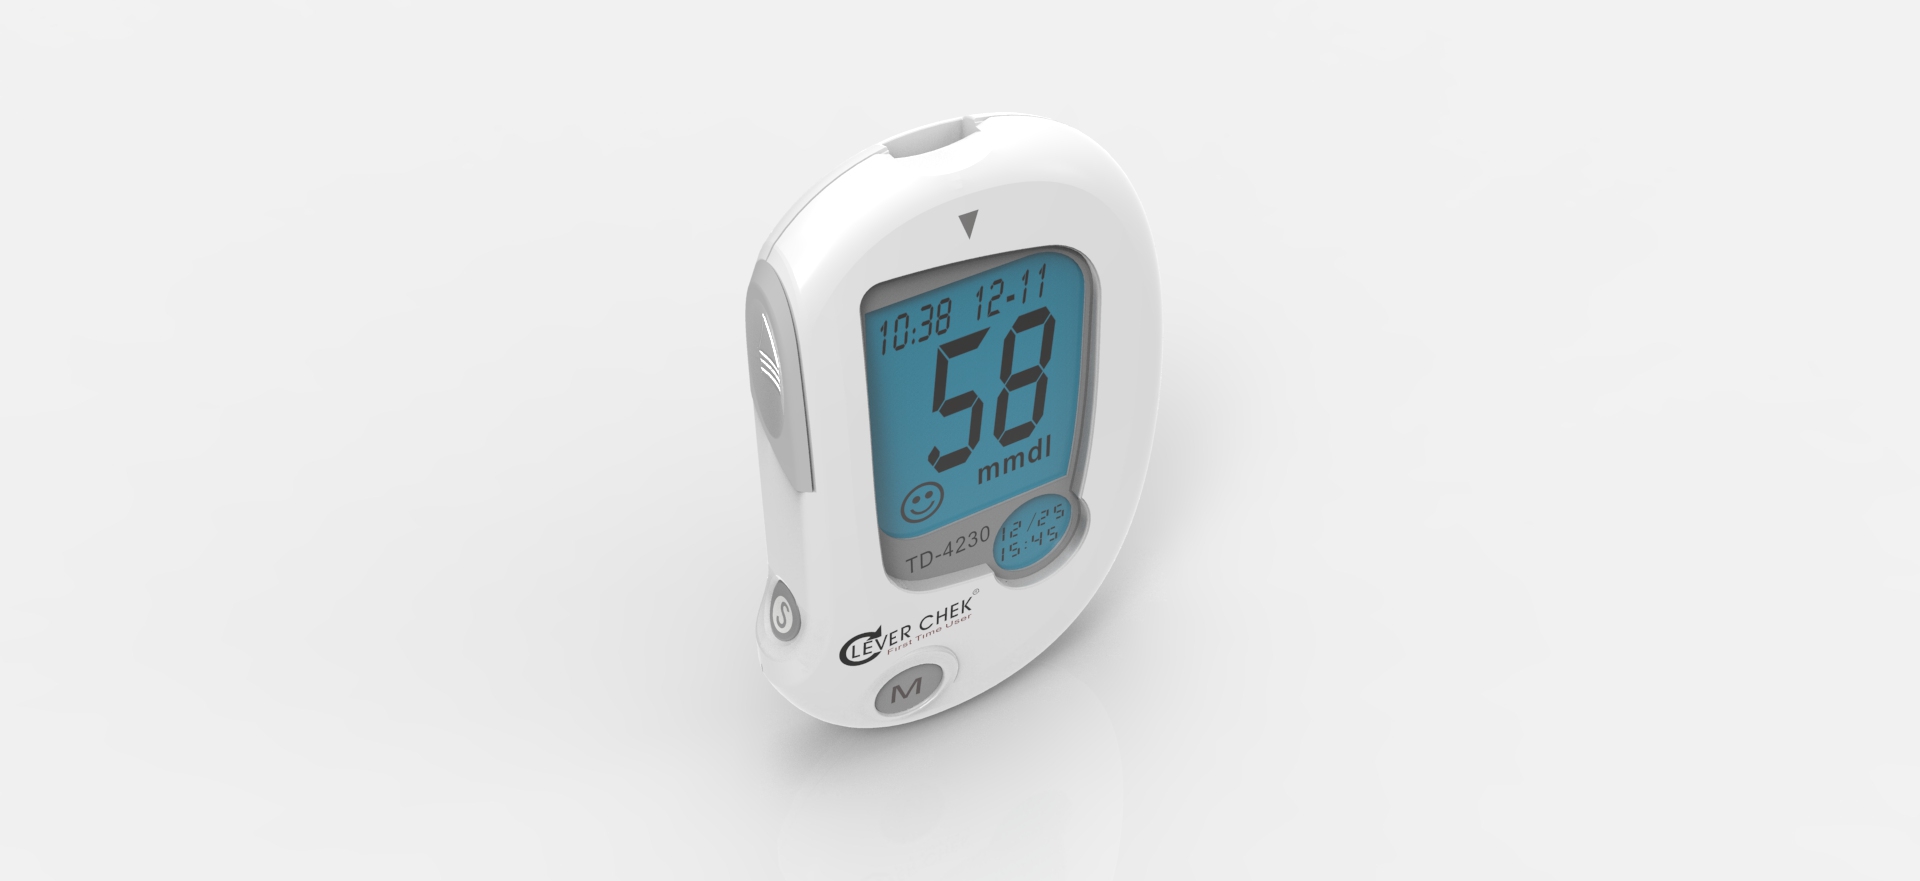 10:38 12-11
58
mmdl
TD-4230
12/25
15:45
S
CLEVER CHEK®
First Time User
M